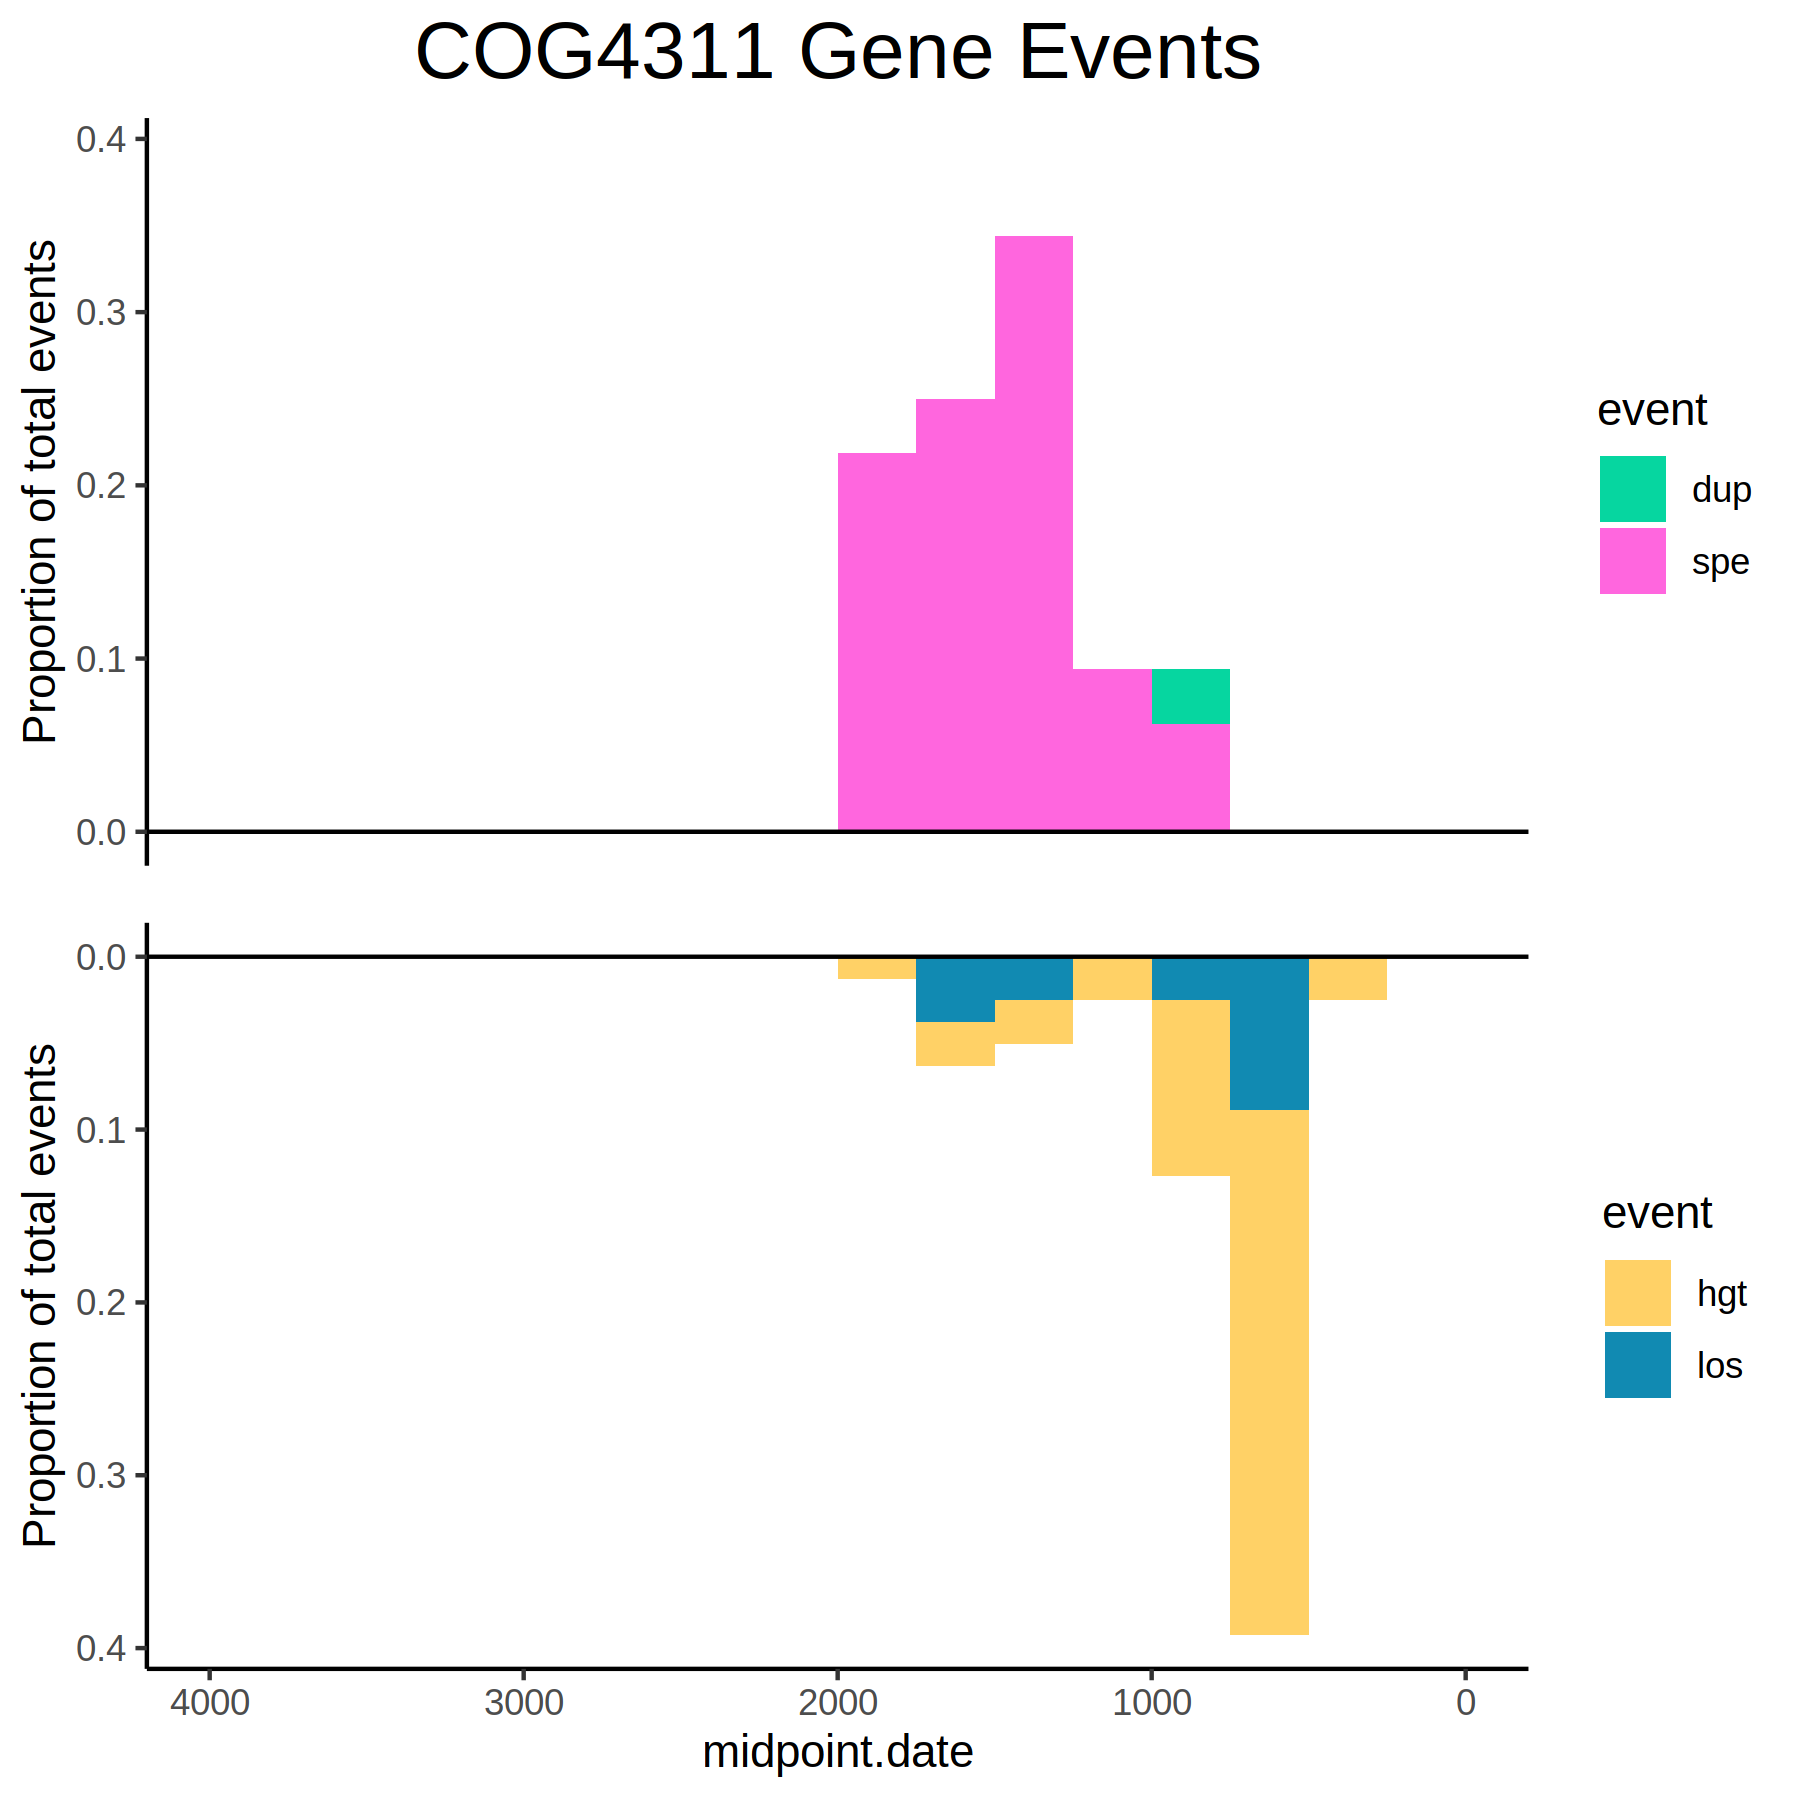 COG4311 Gene Events
Proportion of total events
0.4
0.3
0.2
0.1
0.0
event
dup
spe
Proportion of total events
0.0
0.1
0.2
0.3
0.4
event
hgt
los
4000 3000 2000 1000 0
midpoint.date